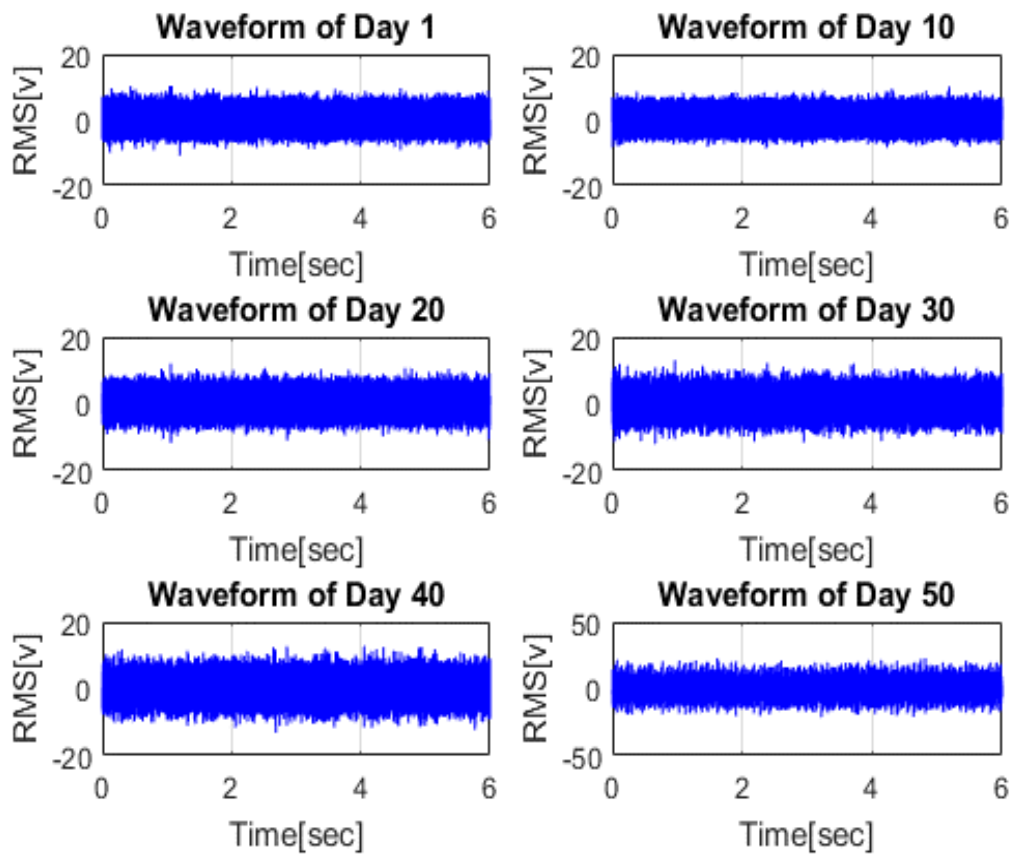 Waveform of Day 1
20
0
-20
RMS[v]
0 2 4 6
Time[sec]
Waveform of Day 10
20
0
-20
RMS[v]
0 2 4 6
Time[sec]
Waveform of Day 20
20
0
-20
RMS[v]
0 2 4 6
Time[sec]
Waveform of Day 30
20
0
-20
RMS[v]
0 2 4 6
Time[sec]
Waveform of Day 40
20
0
-20
RMS[v]
0 2 4 6
Time[sec]
Waveform of Day 50
50
0
-50
RMS[v]
0 2 4 6
Time[sec]